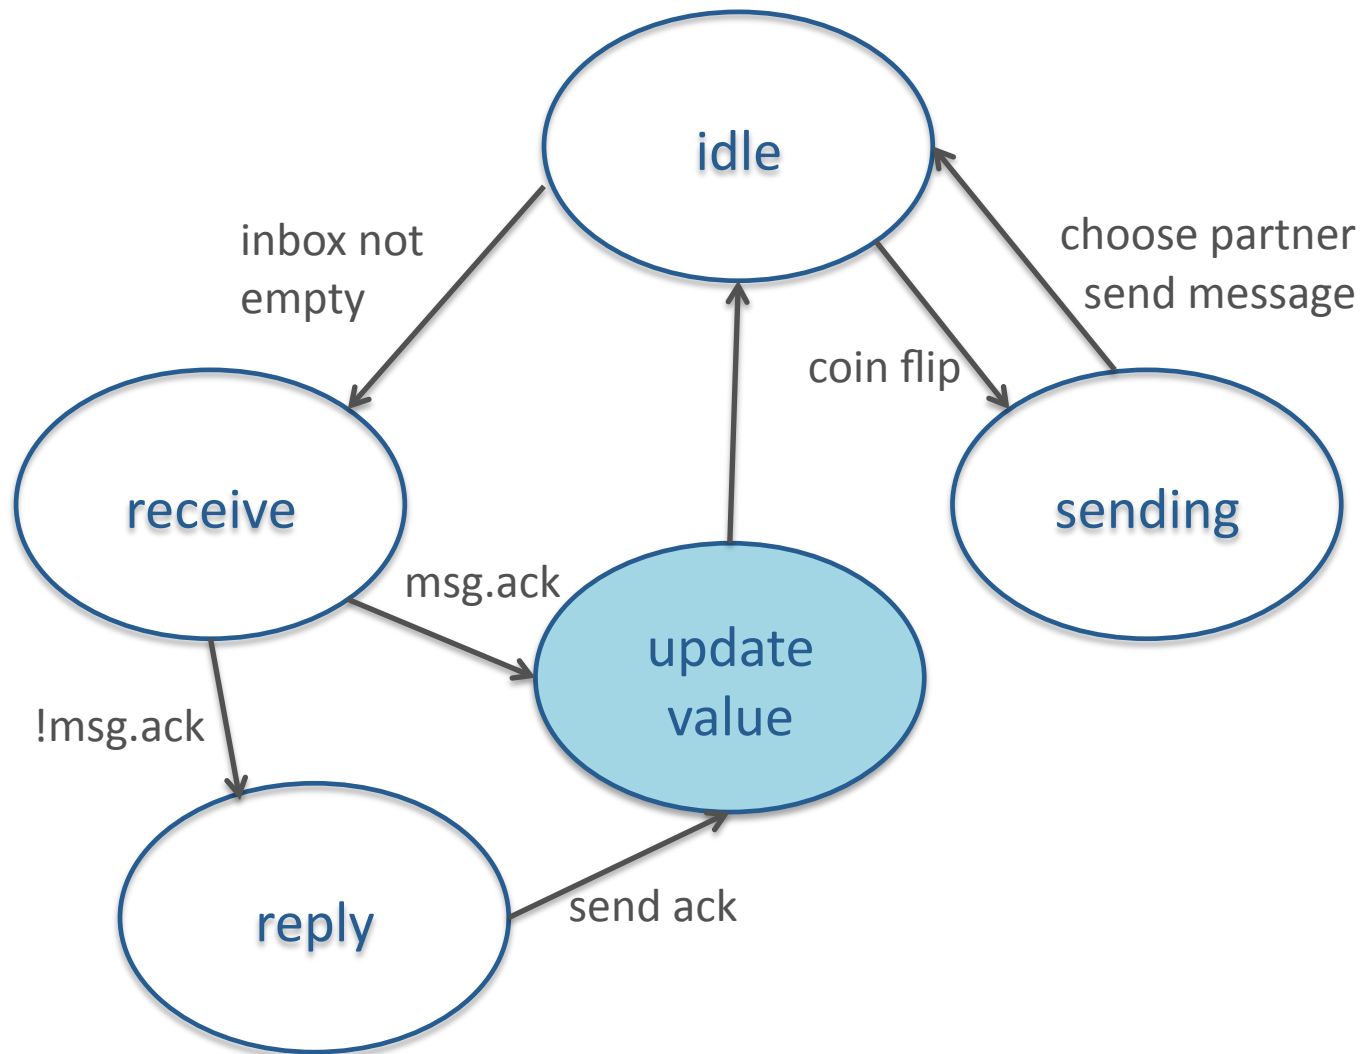 idle
inbox not
empty
choose partner
send message
coin flip
receive
sending
msg.ack
update
value
!msg.ack
send ack
reply